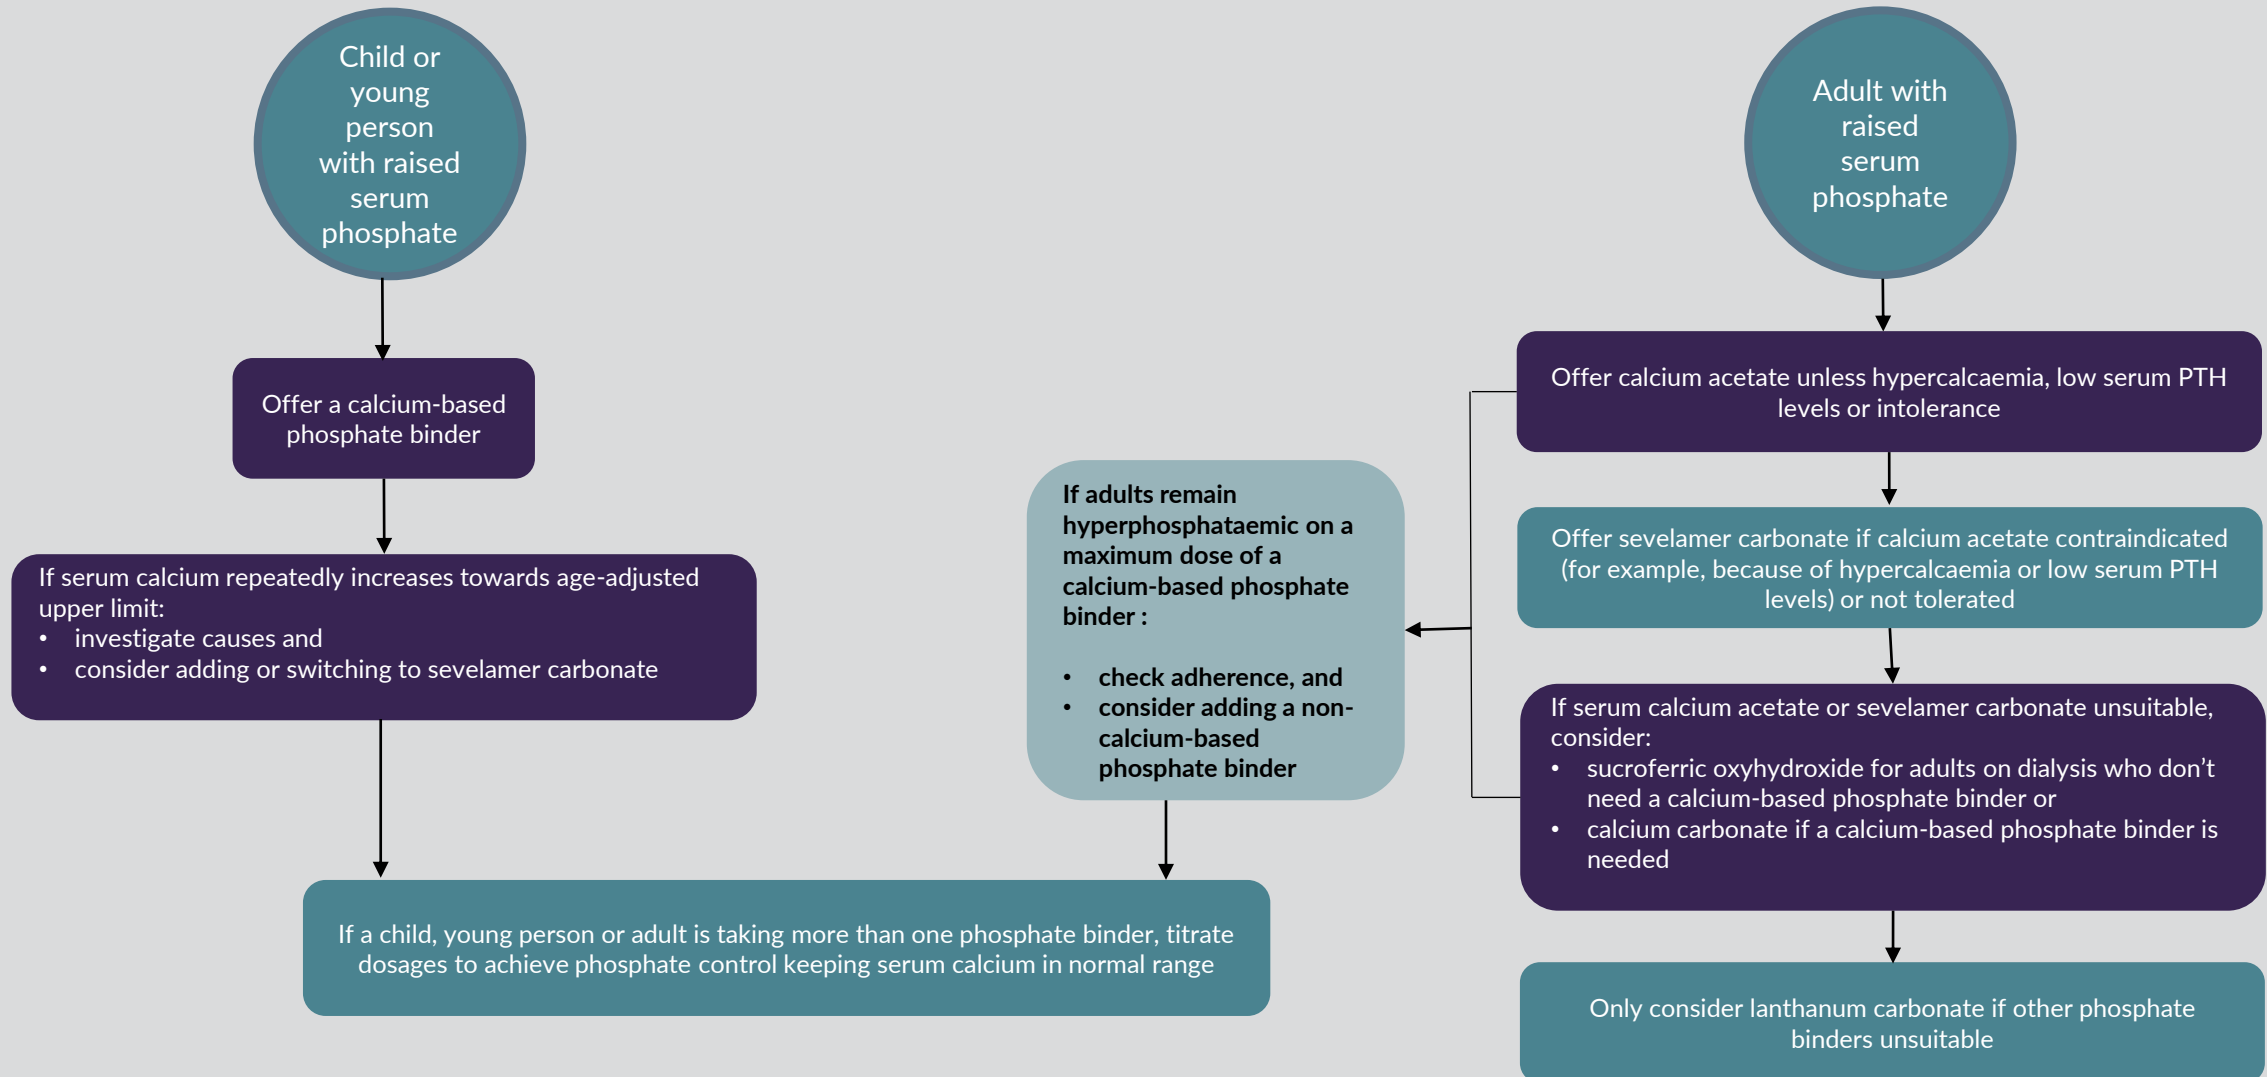 Child or
young
person
with raised
serum
phosphate
Offer a calcium-based
phosphate binder
If serum calcium repeatedly increases towards age-adjusted
upper limit:
• investigate causes and
• consider adding or switching to sevelamer carbonate
Adult with
raised
serum
phosphate
Offer calcium acetate unless hypercalcaemia, low serum PTH
levels or intolerance
Offer sevelamer carbonate if calcium acetate contraindicated
(for example, because of hypercalcaemia or low serum PTH
levels) or not tolerated
If serum calcium acetate or sevelamer carbonate unsuitable,
consider:
• sucroferric oxyhydroxide for adults on dialysis who don’t
need a calcium-based phosphate binder or
• calcium carbonate if a calcium-based phosphate binder is
needed
Only consider lanthanum carbonate if other phosphate
binders unsuitable
If adults remain
hyperphosphataemic on a
maximum dose of a
calcium-based phosphate
binder :
• check adherence, and
• consider adding a non-
calcium-based
phosphate binder
If a child, young person or adult is taking more than one phosphate binder, titrate
dosages to achieve phosphate control keeping serum calcium in normal range